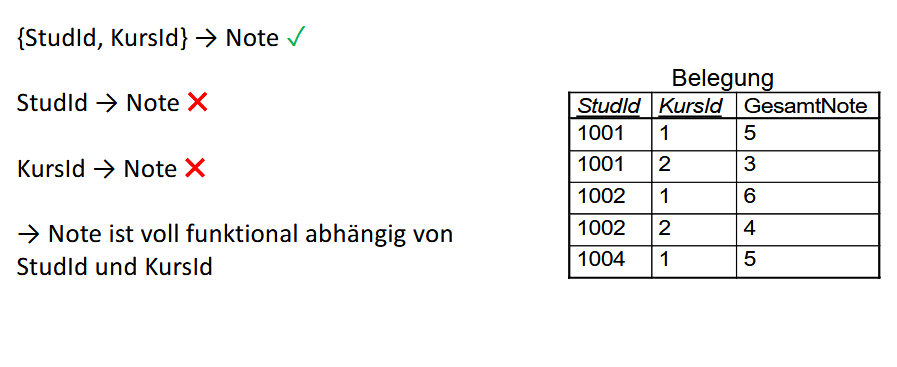 {StudId, KursId} → Note ✓
StudId → Note ❌
KursId → Note ❌
→ Note ist voll funktional abhängig von
StudId und KursId
Belegung
StudId KursId GesamtNote
1001 1 5
1001 2 3
1002 1 6
1002 2 4
1004 1 5